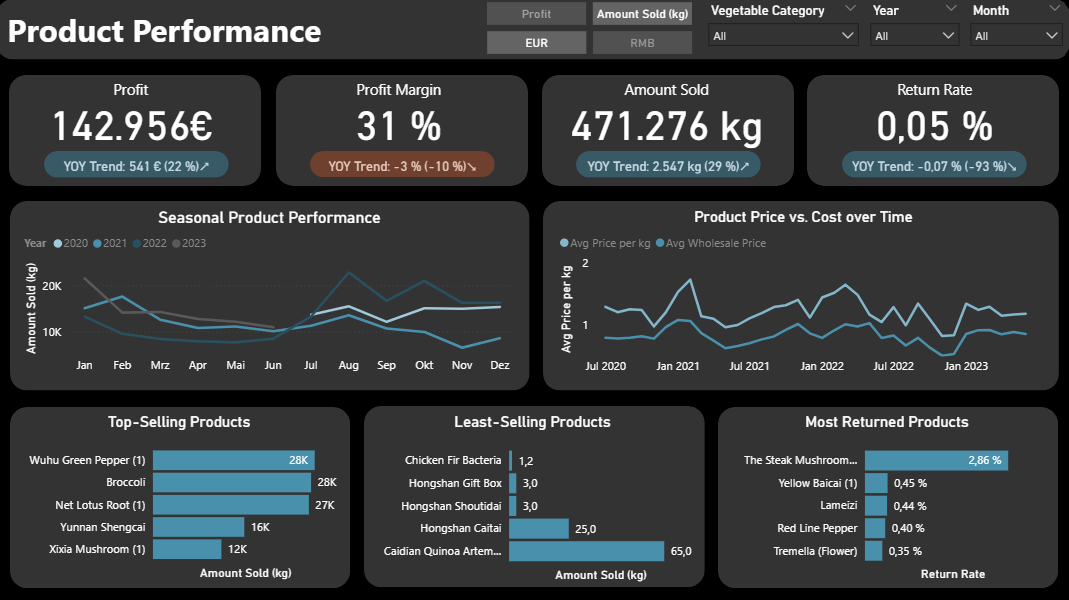 Product Performance
Profit
Amount Sold (kg)
EUR
RMB
Vegetable Category
All
Year
All
Month
All
Profit
142.956€
YOY Trend: 541 € (22 %)↗
Profit Margin
31 %
YOY Trend: -3 % (-10 %)↘
Amount Sold
471.276 kg
YOY Trend: 2.547 kg (29 %)↗
Return Rate
0,05 %
YOY Trend: -0,07 % (-93 %)↘
Seasonal Product Performance
Year 2020 2021 2022 2023
Amount Sold (kg)
20K
10K
Jan Feb Mrz Apr Mai Jun Jul Aug Sep Okt Nov Dez
Product Price vs. Cost over Time
Avg Price per kg Avg Wholesale Price
Avg Price per kg
2
1
Jul 2020 Jan 2021 Jul 2021 Jan 2022 Jul 2022 Jan 2023
Top-Selling Products
Wuhu Green Pepper (1) 28K
Broccoli 28K
Net Lotus Root (1) 27K
Yunnan Shengcai 16K
Xixia Mushroom (1) 12K
Amount Sold (kg)
Least-Selling Products
Chicken Fir Bacteria 1,2
Hongshan Gift Box 3,0
Hongshan Shoutidai 3,0
Hongshan Caitai 25,0
Caidian Quinoa Artem... 65,0
Amount Sold (kg)
Most Returned Products
The Steak Mushroom... 2,86 %
Yellow Baicai (1) 0,45 %
Lameizi 0,44 %
Red Line Pepper 0,40 %
Tremella (Flower) 0,35 %
Return Rate